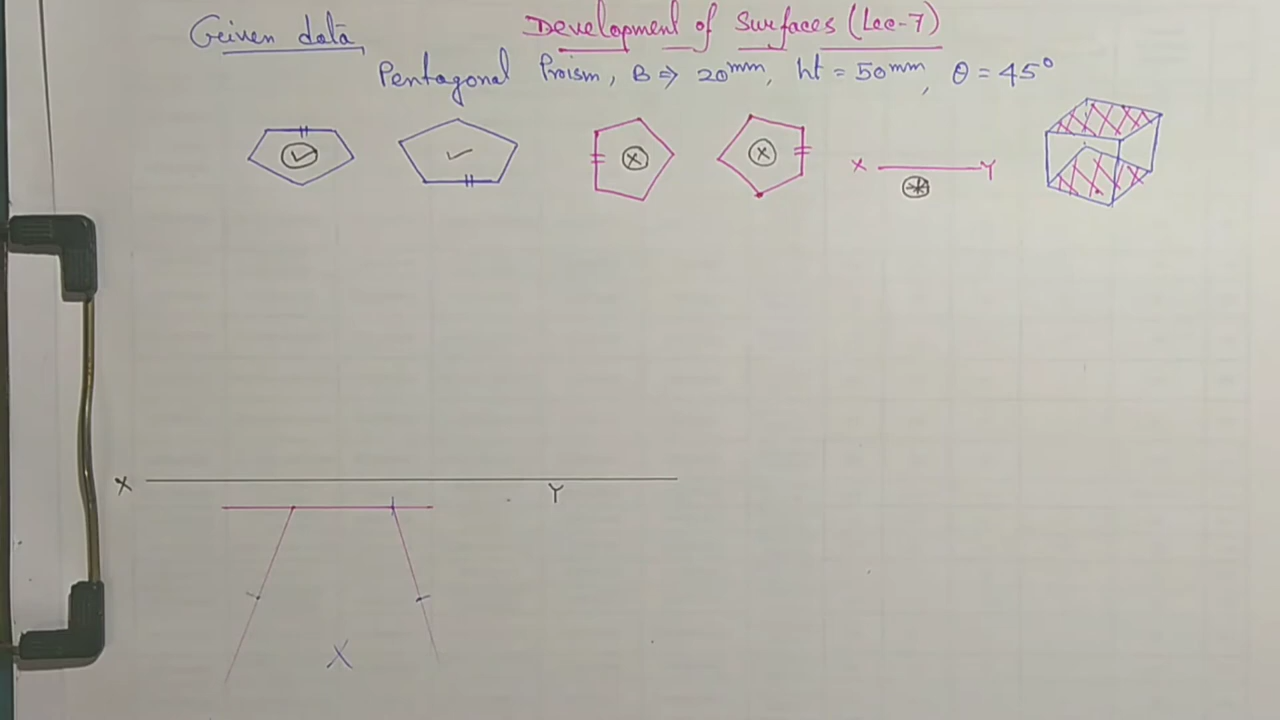 Given data
Development of Surfaces (Lec-7)
Pentagonal Prism, B ⇒ 20mm, ht = 50mm, θ = 45°
X Y
X Y